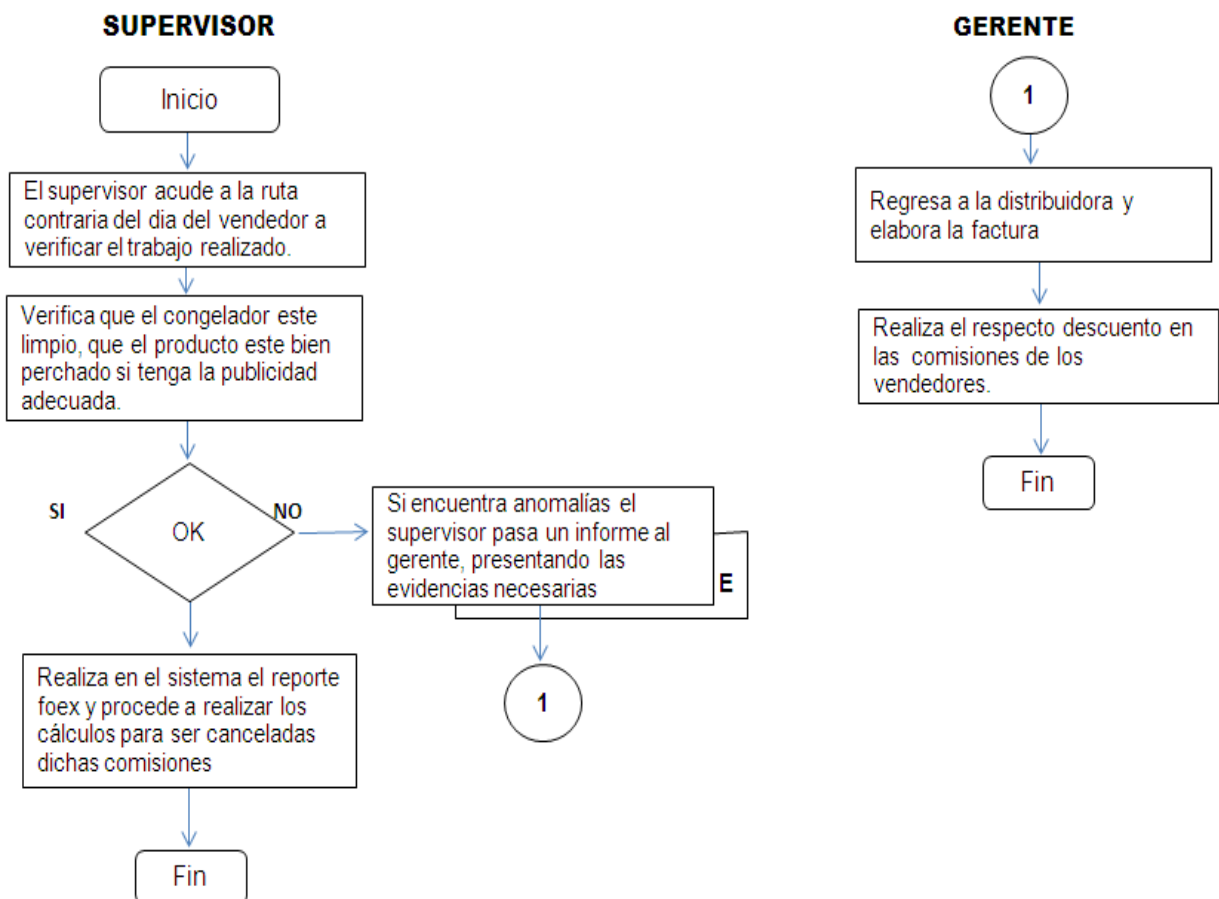 SUPERVISOR
Inicio
El supervisor acude a la ruta
contraria del dia del vendedor a
verificar el trabajo realizado.
Verifica que el congelador este
limpio, que el producto este bien
perchado si tenga la publicidad
adecuada.
SI
OK
NO
Si encuentra anomalías el
supervisor pasa un informe al
gerente, presentando las
evidencias necesarias
E
1
Realiza en el sistema el reporte
foex y procede a realizar los
cálculos para ser canceladas
dichas comisiones
Fin
GERENTE
1
Regresa a la distribuidora y
elabora la factura
Realiza el respecto descuento en
las comisiones de los
vendedores.
Fin